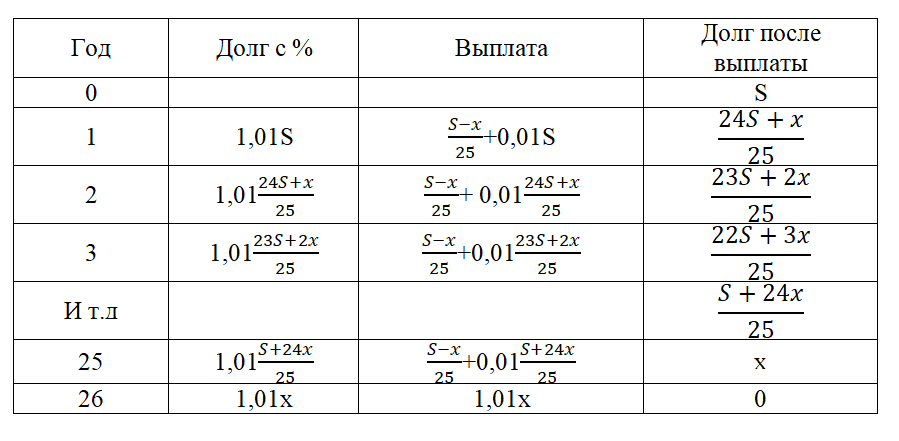 Год Долг с % Выплата Долг после выплаты
0 S
1 1,01S \frac{S-x}{25}+0,01S \frac{24S+x}{25}
2 1,01\frac{24S+x}{25} \frac{S-x}{25}+ 0,01\frac{24S+x}{25} \frac{23S+2x}{25}
3 1,01\frac{23S+2x}{25} \frac{S-x}{25}+0,01\frac{23S+2x}{25} \frac{22S+3x}{25}
И т.д \frac{S+24x}{25}
25 1,01\frac{S+24x}{25} \frac{S-x}{25}+0,01\frac{S+24x}{25} x
26 1,01x 1,01x 0